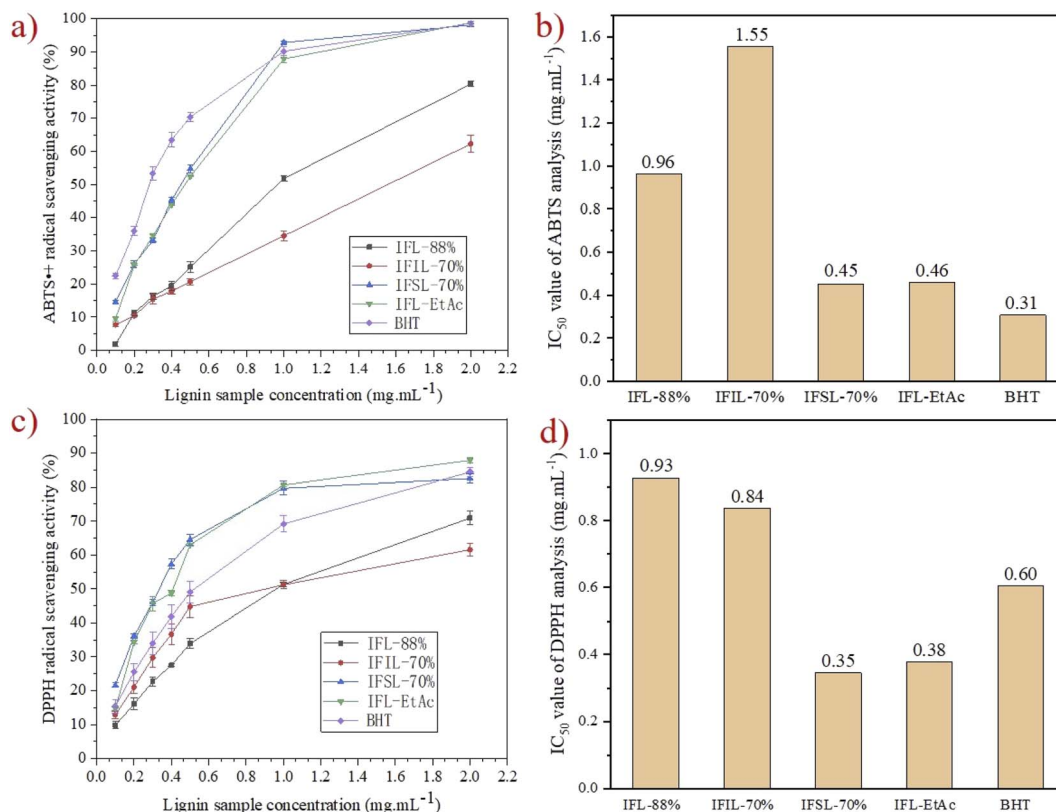 a)
ABTS•+ radical scavenging activity (%)
100
90
80
70
60
50
40
30
20
10
0
0.0 0.2 0.4 0.6 0.8 1.0 1.2 1.4 1.6 1.8 2.0 2.2
Lignin sample concentration (mg.mL⁻¹)
IFL-88%
IFIL-70%
IFSL-70%
IFL-EtAc
BHT
b)
IC₅₀ value of ABTS analysis (mg.mL⁻¹)
1.6
1.4
1.2
1.0
0.8
0.6
0.4
0.2
0.0
0.96
1.55
0.45
0.46
0.31
IFL-88% IFIL-70% IFSL-70% IFL-EtAc BHT
c)
DPPH radical scavenging activity (%)
100
90
80
70
60
50
40
30
20
10
0
0.0 0.2 0.4 0.6 0.8 1.0 1.2 1.4 1.6 1.8 2.0 2.2
Lignin sample concentration (mg.mL⁻¹)
IFL-88%
IFIL-70%
IFSL-70%
IFL-EtAc
BHT
d)
IC₅₀ value of DPPH analysis (mg.mL⁻¹)
1.0
0.8
0.6
0.4
0.2
0.0
0.93
0.84
0.35
0.38
0.60
IFL-88% IFIL-70% IFSL-70% IFL-EtAc BHT